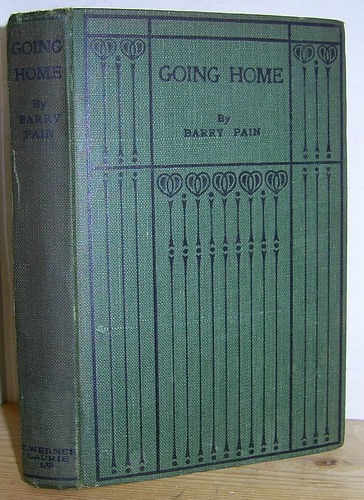 GOING
HOME
By
BARRY
PAIN
T. WERNER
LAURIE
LTD
GOING HOME
By
BARRY PAIN